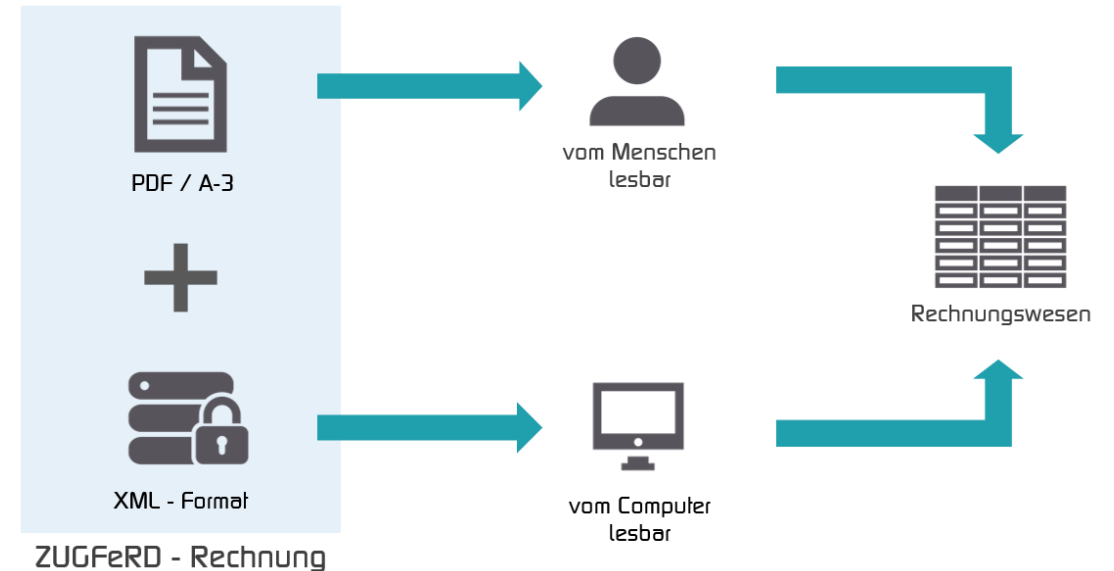 PDF / A-3
vom Menschen
lesbar
Rechnungswesen
XML - Format
vom Computer
lesbar
ZUGFeRD - Rechnung